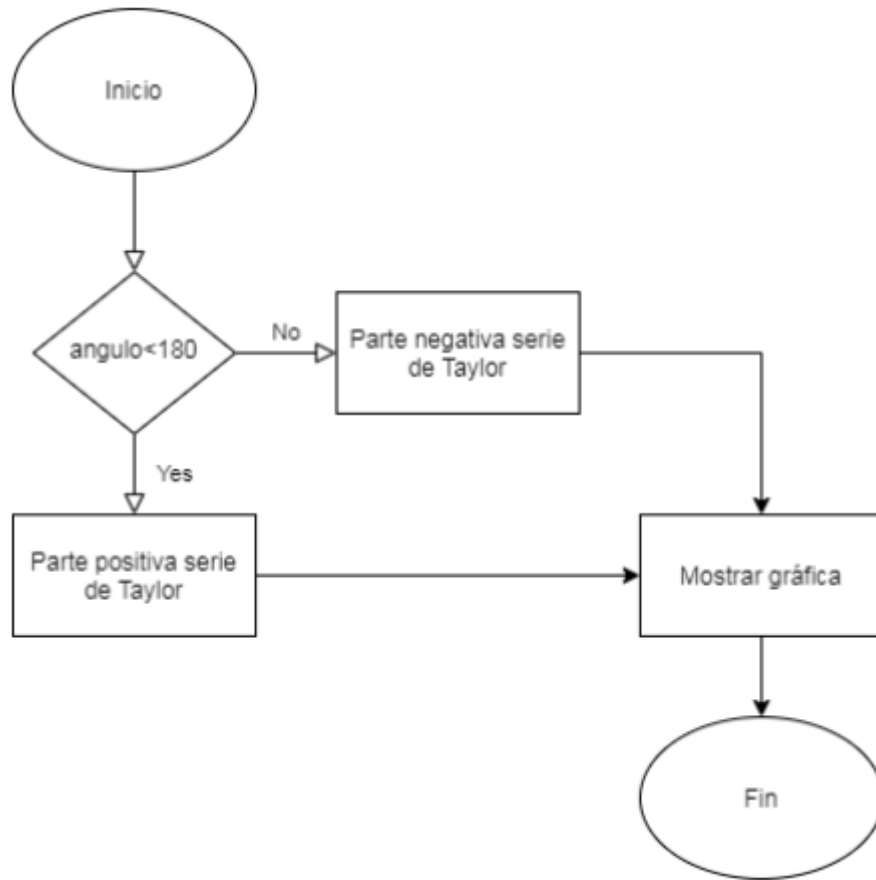 Inicio
angulo<180
No
Parte negativa serie
de Taylor
Yes
Parte positiva serie
de Taylor
Mostrar gráfica
Fin